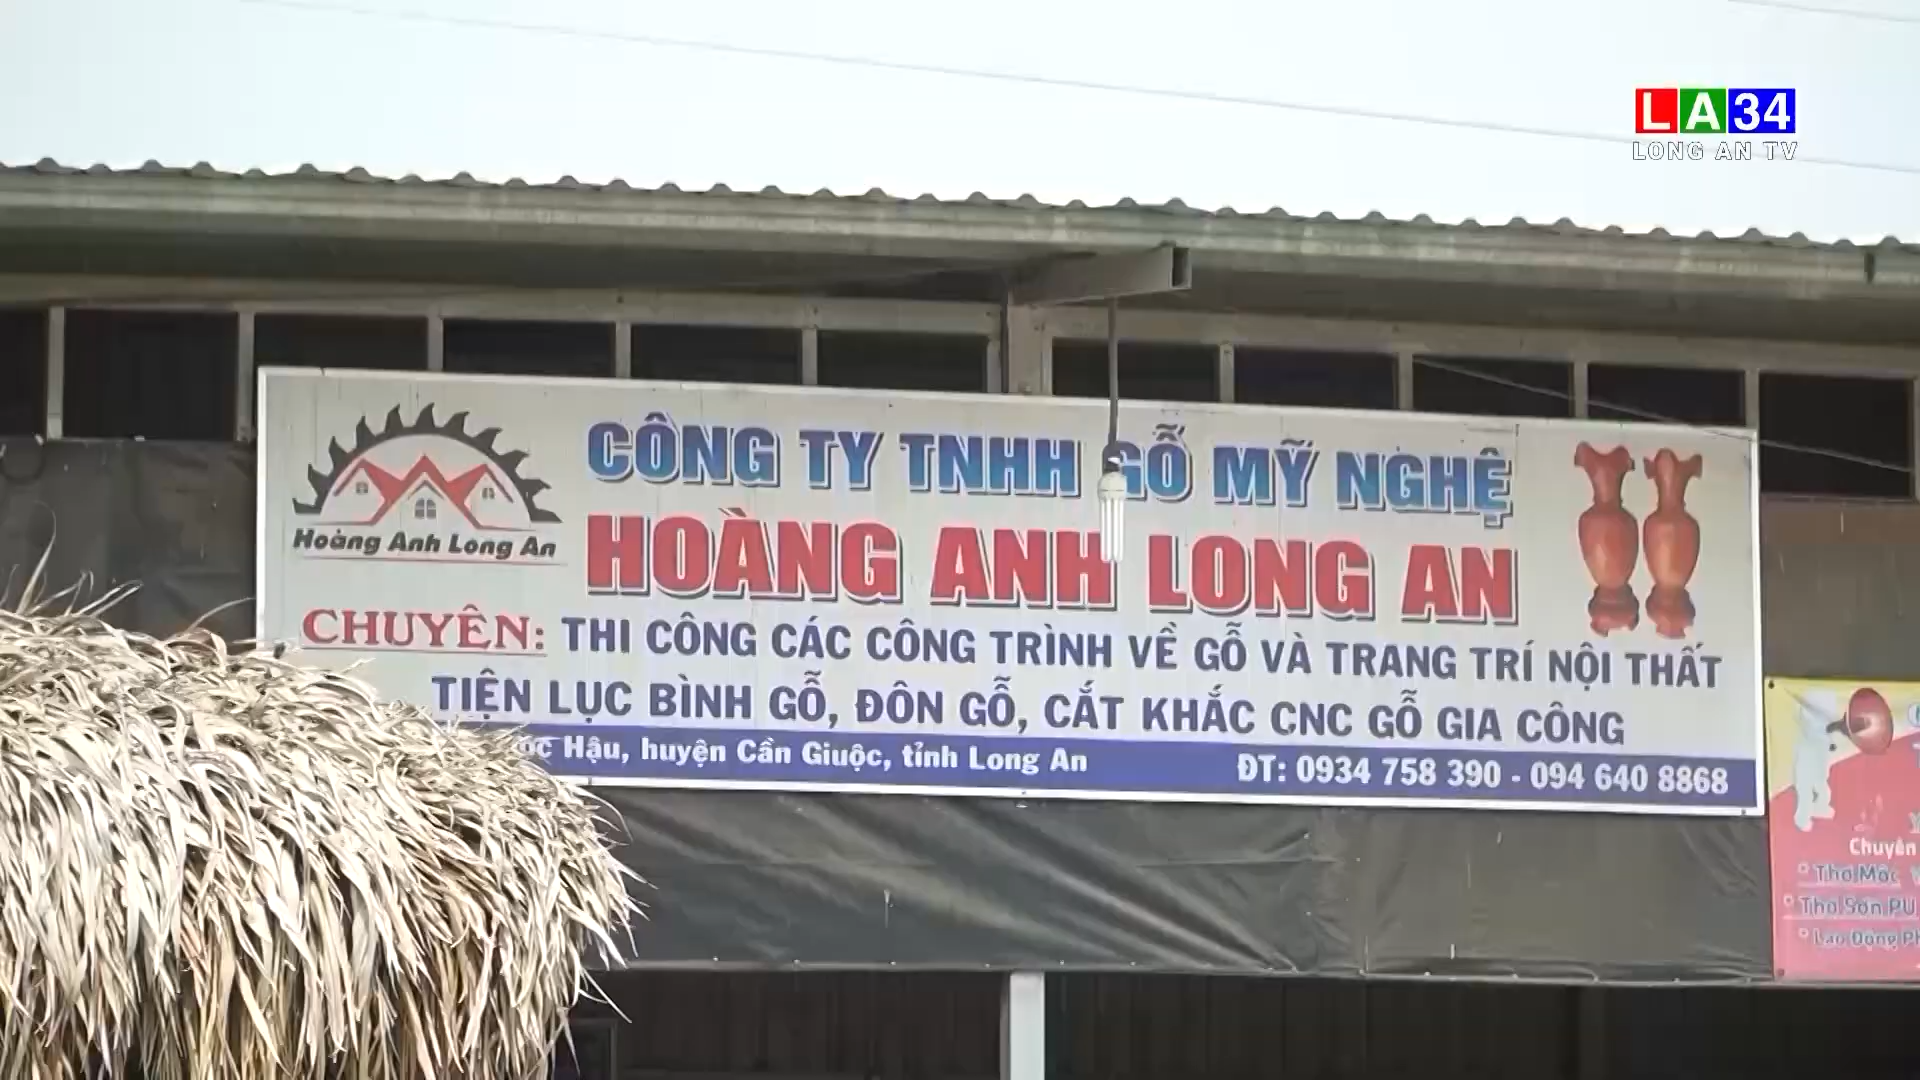 LA34
LONG AN TV
CÔNG TY TNHH GỖ MỸ NGHỆ
HOÀNG ANH LONG AN
Hoàng Anh Long An
CHUYÊN: THI CÔNG CÁC CÔNG TRÌNH VỀ GỖ VÀ TRANG TRÍ NỘI THẤT
TIỆN LỤC BÌNH GỖ, ĐÔN GỖ, CẮT KHẮC CNC GỖ GIA CÔNG
Hậu, huyện Cần Giuộc, tỉnh Long An
ĐT: 0934 758 390 - 094 640 8868
Chuyên
* Thợ Mộc
* Thợ Sơn PU
* Lao Động